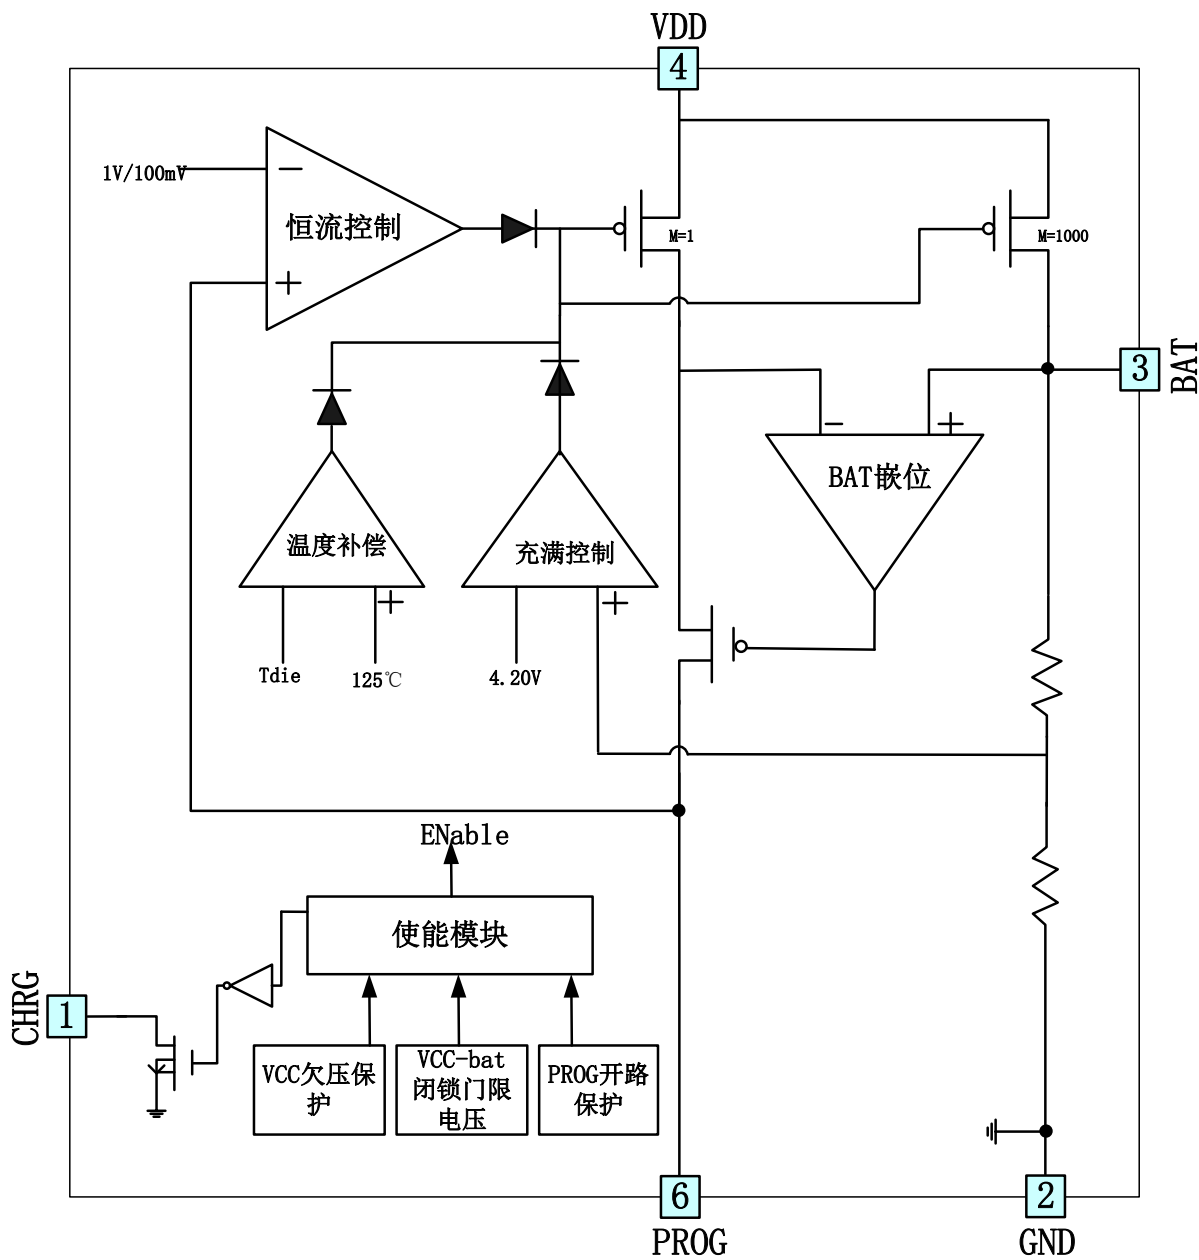 VDD
4
1V/100mV
−
恒流控制
+
M=1
M=1000
3
BAT
−
+
BAT嵌位
温度补偿
+
Tdie
125℃
充满控制
+
4.20V
ENable
使能模块
CHRG
1
VCC欠压保
护
VCC-bat
闭锁门限
电压
PROG开路
保护
6
PROG
2
GND